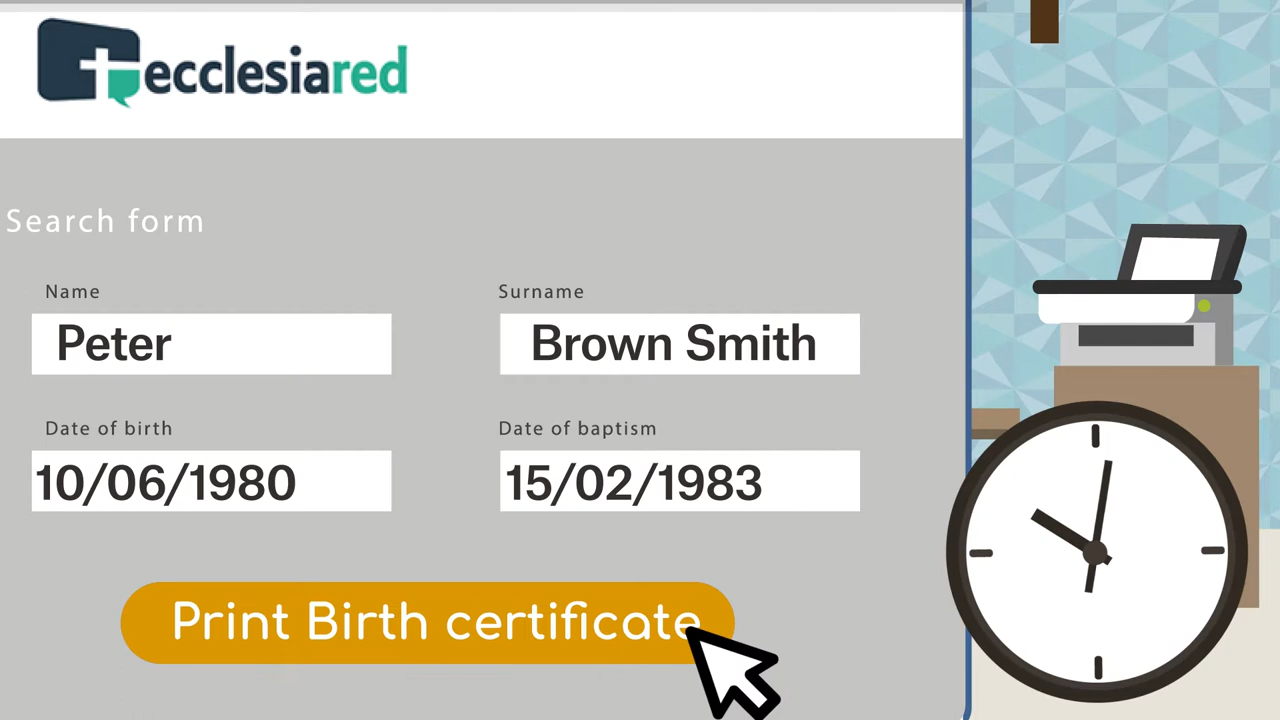 ecclesiared
Search form
Name
Surname
Peter
Brown Smith
Date of birth
Date of baptism
10/06/1980
15/02/1983
Print Birth certificate